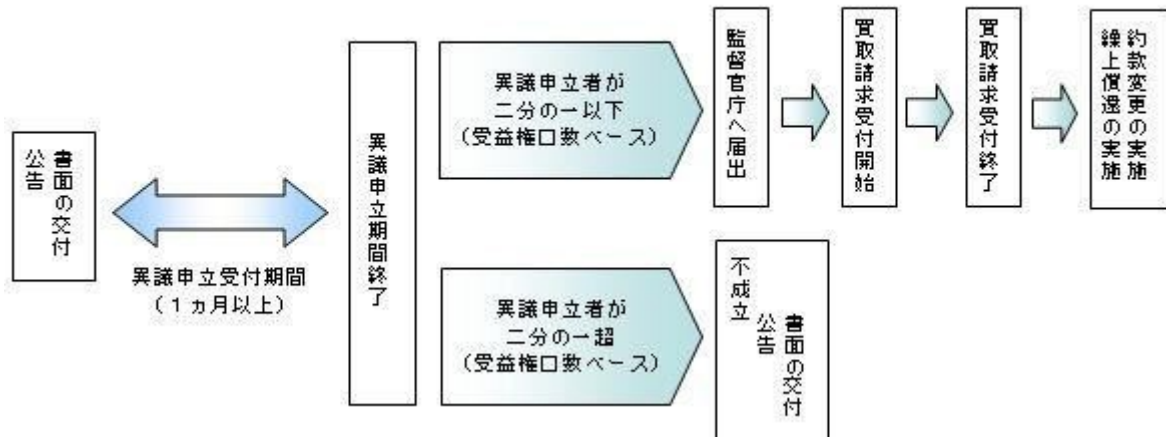 書面の交付
公告
異議申立受付期間
(1ヵ月以上)
異議申立期間終了
異議申立者が
二分の一以下
(受益権口数ベース)
監督官庁へ届出
買取請求受付開始
買取請求受付終了
約款変更の実施
繰上償還の実施
異議申立者が
二分の一超
(受益権口数ベース)
不成立
書面の交付
公告